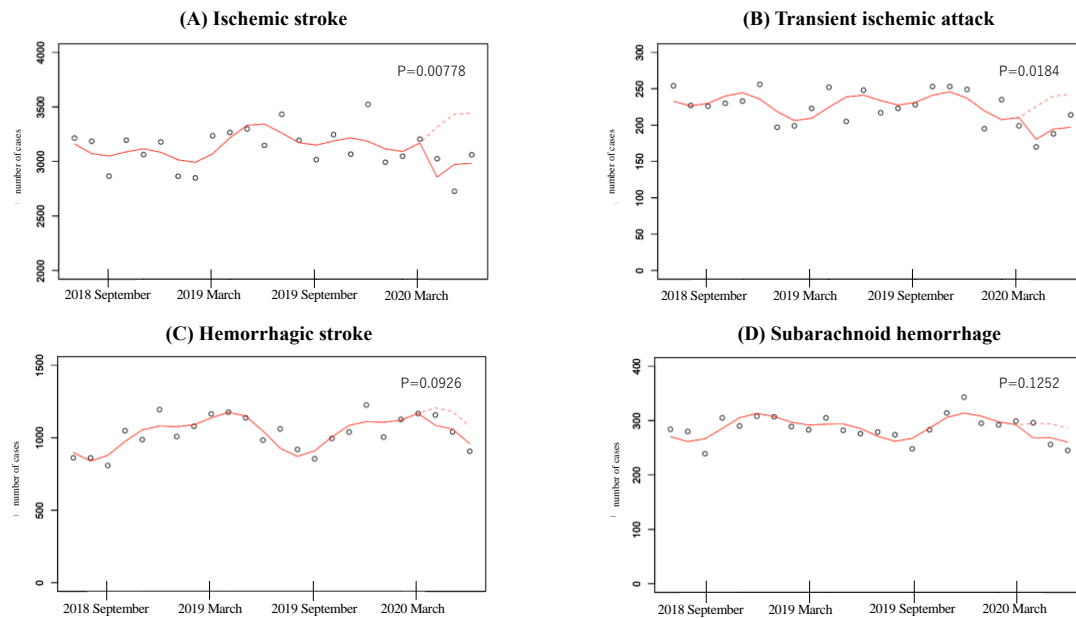 (A) Ischemic stroke
P=0.00778
number of cases
4000
3500
3000
2500
2000
2018 September
2019 March
2019 September
2020 March
(B) Transient ischemic attack
P=0.0184
number of cases
300
250
200
150
100
50
0
2018 September
2019 March
2019 September
2020 March
(C) Hemorrhagic stroke
P=0.0926
number of cases
1500
1000
500
0
2018 September
2019 March
2019 September
2020 March
(D) Subarachnoid hemorrhage
P=0.1252
number of cases
400
300
200
100
0
2018 September
2019 March
2019 September
2020 March